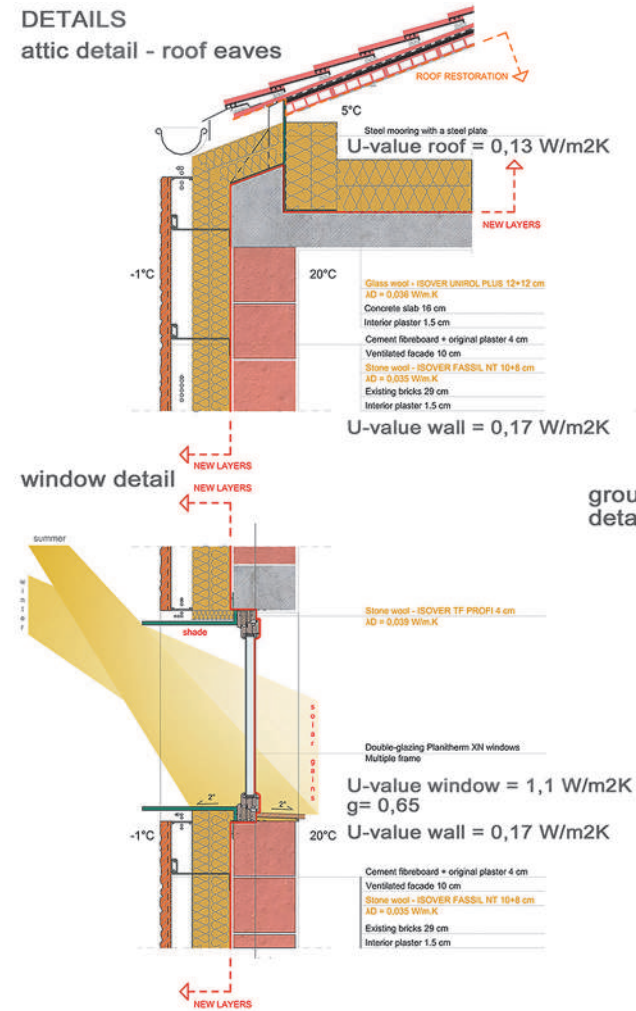 DETAILS
attic detail - roof eaves
ROOF RESTORATION
5°C
Steel mooring with a steel plate
U-value roof = 0,13 W/m2K
NEW LAYERS
-1°C
20°C
Glass wool - ISOVER UNIROL PLUS 12+12 cm
λD = 0,036 W/m.K
Concrete slab 16 cm
Interior plaster 1.5 cm
Cement fibreboard + original plaster 4 cm
Ventilated facade 10 cm
Stone wool - ISOVER FASSIL NT 10+8 cm
λD = 0,035 W/m.K
Existing bricks 29 cm
Interior plaster 1.5 cm
U-value wall = 0,17 W/m2K
NEW LAYERS
window detail
NEW LAYERS
grou
deta
summer
winter
Stone wool - ISOVER TF PROFI 4 cm
λD = 0,039 W/m.K
shade
solar gains
Double-glazing Planitherm XN windows
Multiple frame
U-value window = 1,1 W/m2K
g= 0,65
2°
2°
-1°C
20°C
U-value wall = 0,17 W/m2K
Cement fibreboard + original plaster 4 cm
Ventilated facade 10 cm
Stone wool - ISOVER FASSIL NT 10+8 cm
λD = 0,035 W/m.K
Existing bricks 29 cm
Interior plaster 1.5 cm
NEW LAYERS